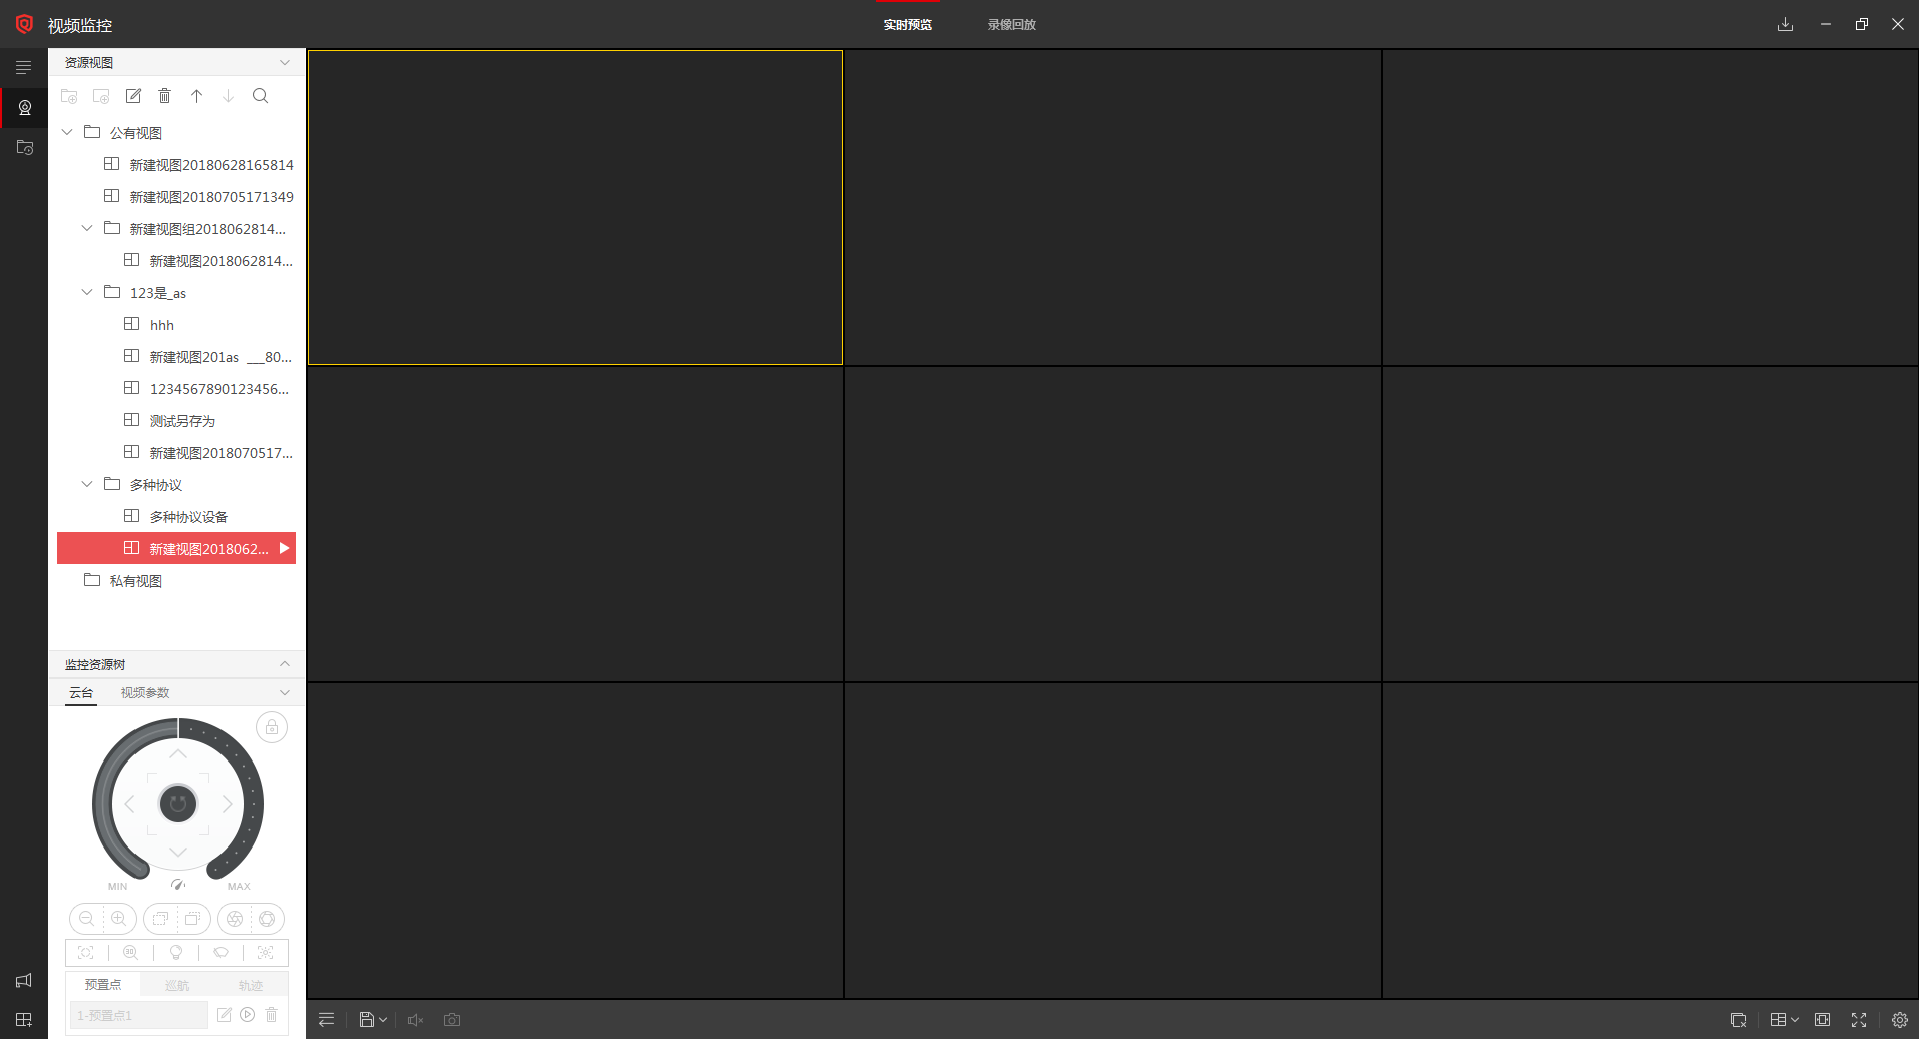 视频监控
实时预览
录像回放
资源视图
公有视图
新建视图20180628165814
新建视图20180705171349
新建视图组2018062814...
新建视图2018062814...
123是_as
hhh
新建视图201as ___80...
1234567890123456...
测试另存为
新建视图2018070517...
多种协议
多种协议设备
新建视图2018062...
私有视图
监控资源树
云台
视频参数
MIN
MAX
3D
预置点
巡航
轨迹
1-预置点1